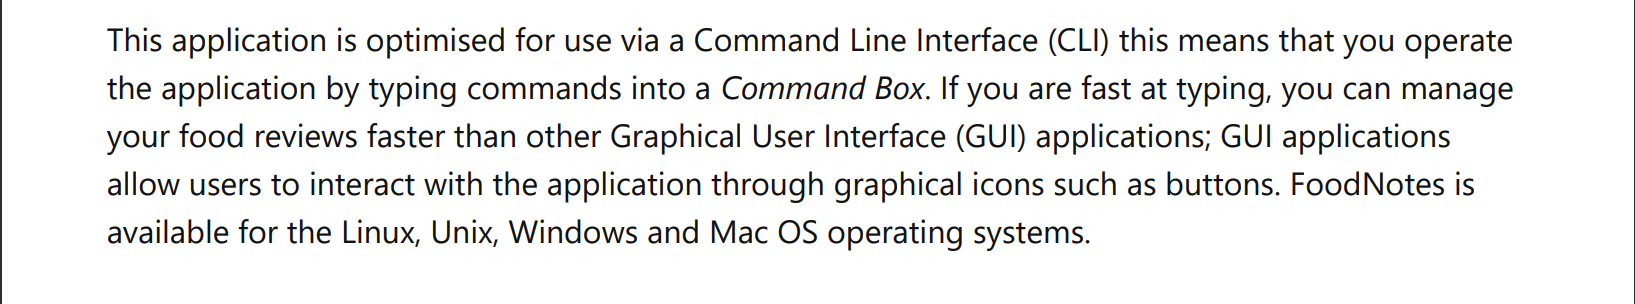 This application is optimised for use via a Command Line Interface (CLI) this means that you operate
the application by typing commands into a Command Box. If you are fast at typing, you can manage
your food reviews faster than other Graphical User Interface (GUI) applications; GUI applications
allow users to interact with the application through graphical icons such as buttons. FoodNotes is
available for the Linux, Unix, Windows and Mac OS operating systems.